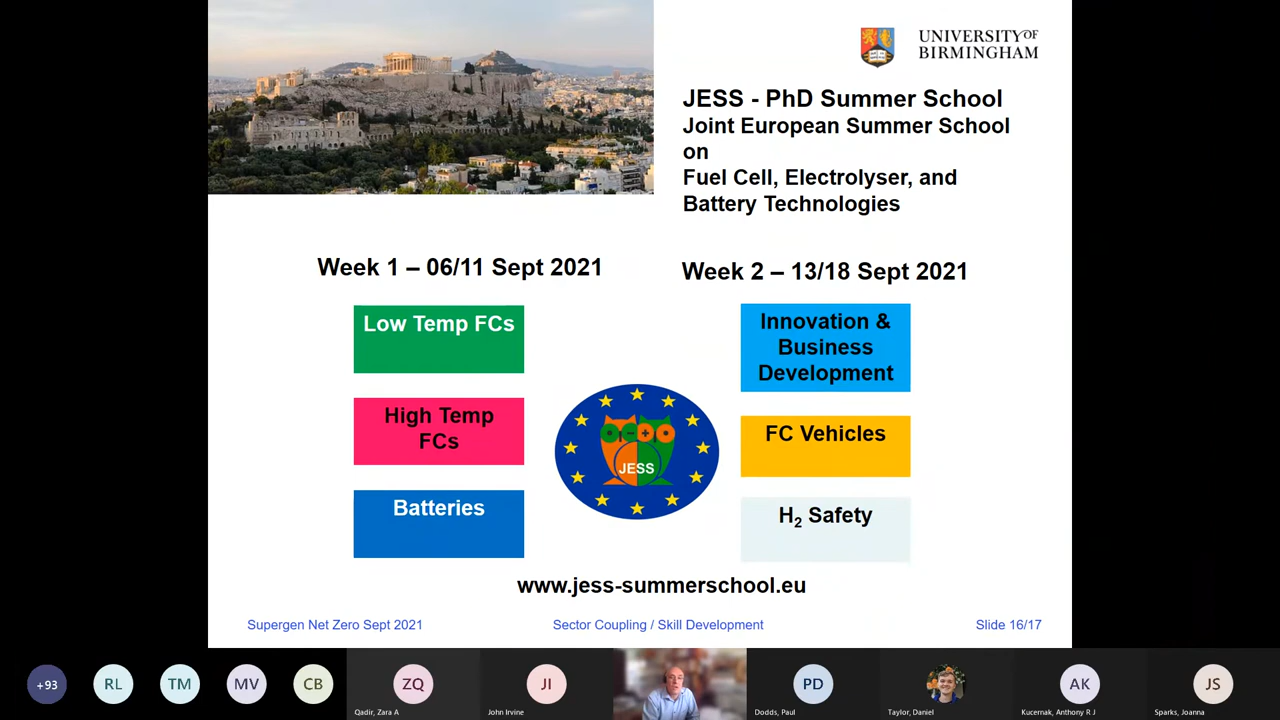 UNIVERSITY OF
BIRMINGHAM
JESS - PhD Summer School
Joint European Summer School
on
Fuel Cell, Electrolyser, and
Battery Technologies
Week 1 – 06/11 Sept 2021
Week 2 – 13/18 Sept 2021
Low Temp FCs
High Temp
FCs
Batteries
JESS
Innovation &
Business
Development
FC Vehicles
H₂ Safety
www.jess-summerschool.eu
Supergen Net Zero Sept 2021
Sector Coupling / Skill Development
Slide 16/17
+93
RL
TM
MV
CB
ZQ
Qadir, Zara A
JI
John Irvine
PD
Dodds, Paul
Taylor, Daniel
AK
Kucernak, Anthony R J
JS
Sparks, Joanna